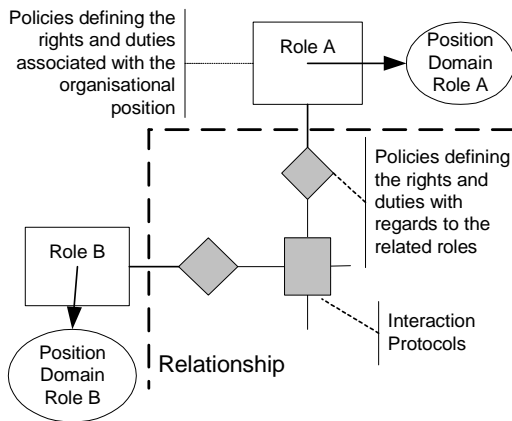 Policies defining
the rights and
duties
associated with
the
organisational
position
Role A
Position
Domain
Role A
Policies defining
the rights and
duties with
regards to the
related roles
Role B
Interaction
Protocols
Position
Domain
Role B
Relationship